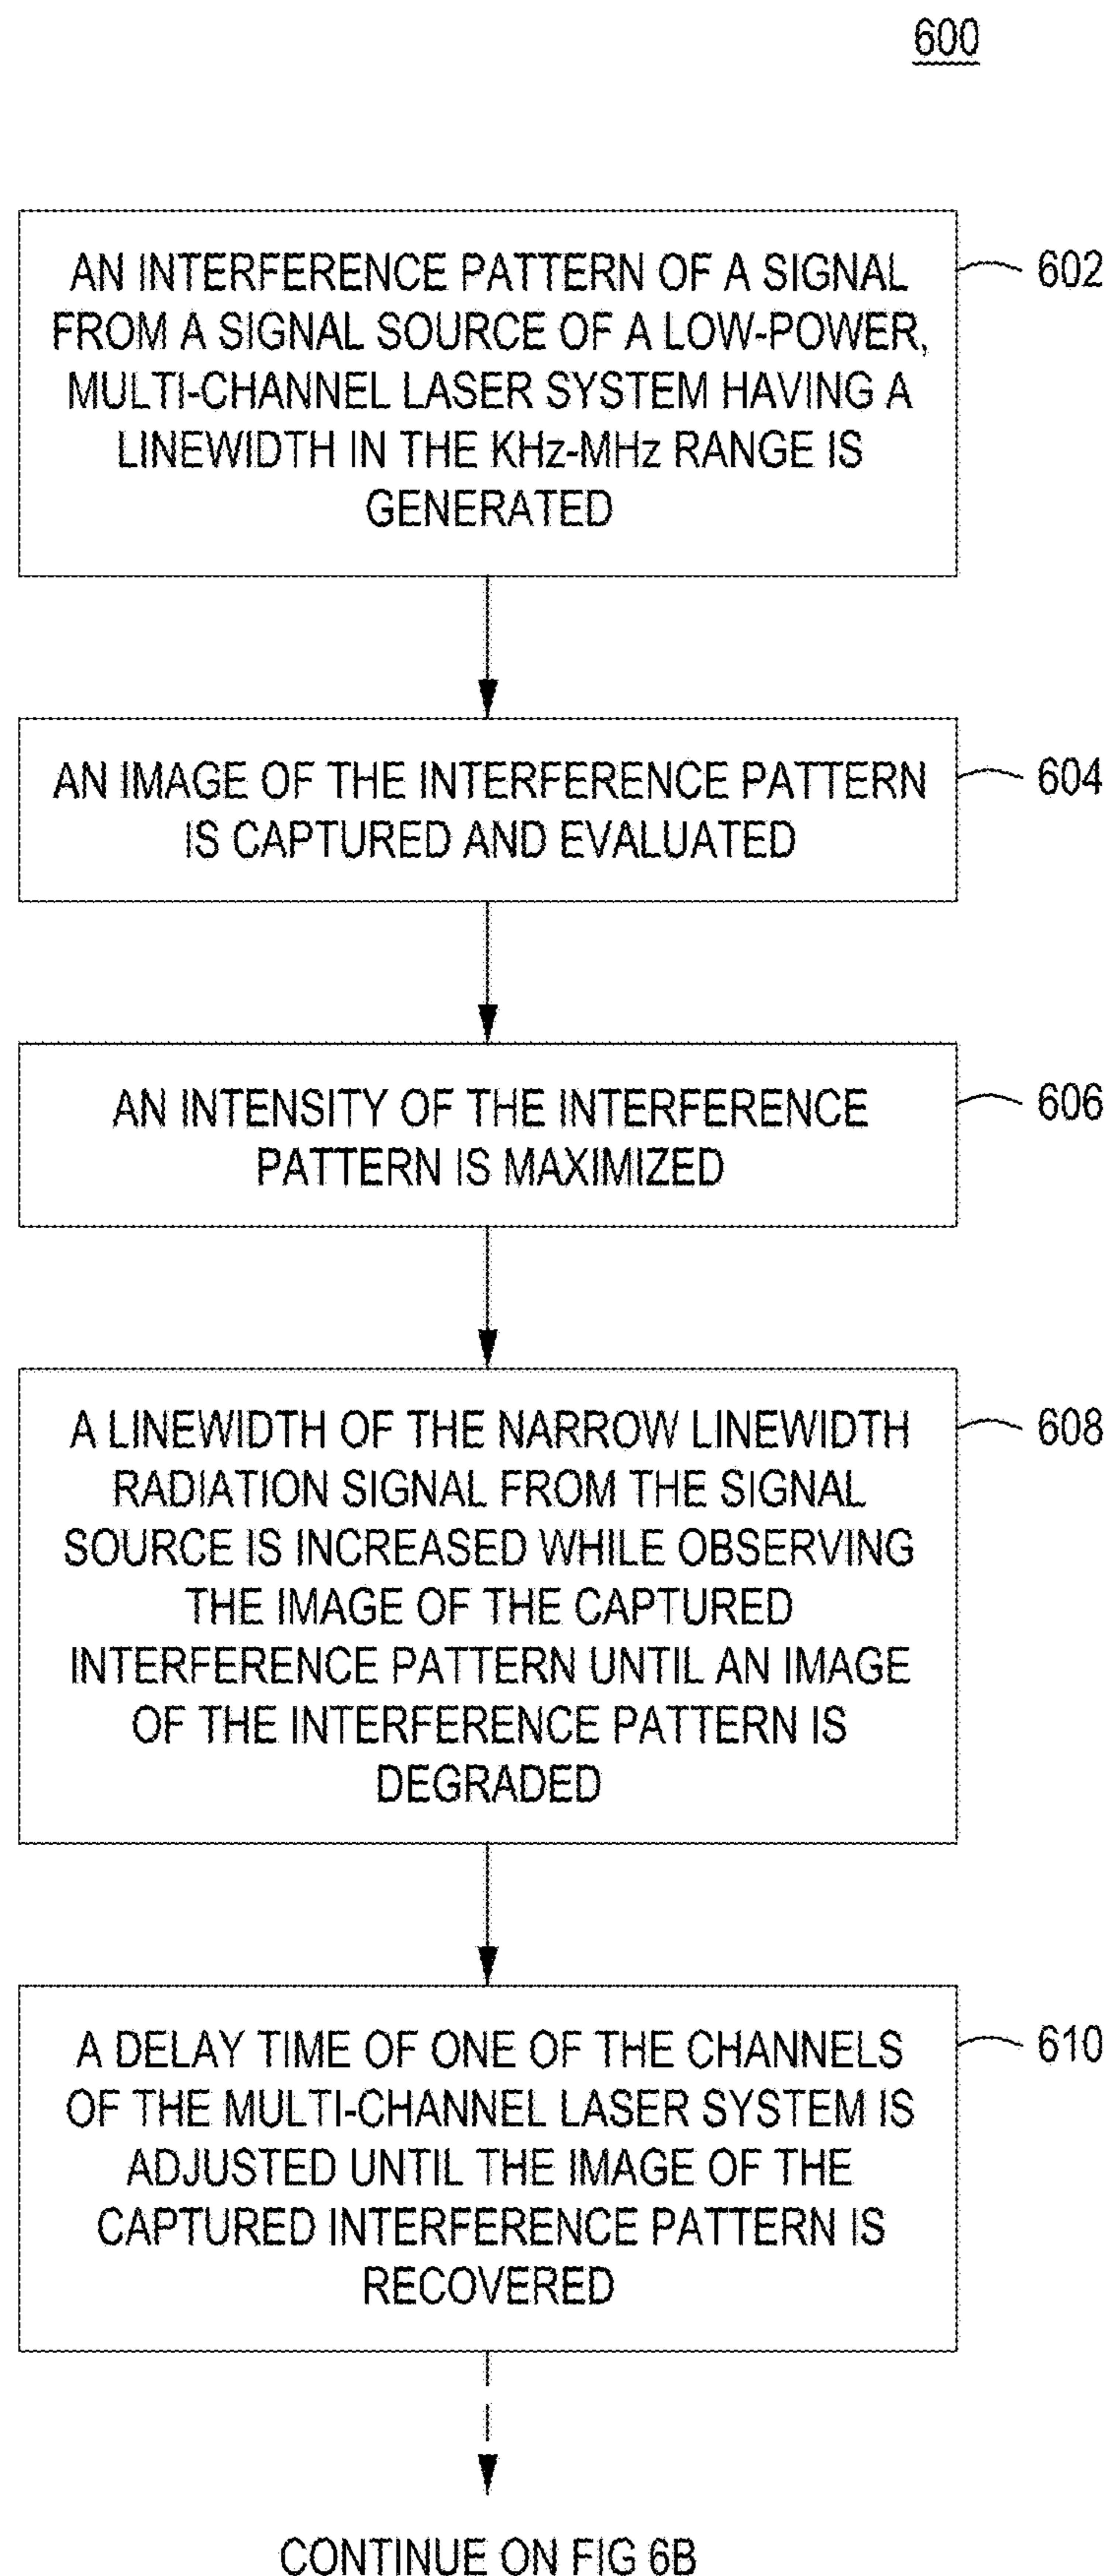 600
AN INTERFERENCE PATTERN OF A SIGNAL
FROM A SIGNAL SOURCE OF A LOW-POWER,
MULTI-CHANNEL LASER SYSTEM HAVING A
LINEWIDTH IN THE KHz-MHz RANGE IS
GENERATED
602
AN IMAGE OF THE INTERFERENCE PATTERN
IS CAPTURED AND EVALUATED
604
AN INTENSITY OF THE INTERFERENCE
PATTERN IS MAXIMIZED
606
A LINEWIDTH OF THE NARROW LINEWIDTH
RADIATION SIGNAL FROM THE SIGNAL
SOURCE IS INCREASED WHILE OBSERVING
THE IMAGE OF THE CAPTURED
INTERFERENCE PATTERN UNTIL AN IMAGE
OF THE INTERFERENCE PATTERN IS
DEGRADED
608
A DELAY TIME OF ONE OF THE CHANNELS
OF THE MULTI-CHANNEL LASER SYSTEM IS
ADJUSTED UNTIL THE IMAGE OF THE
CAPTURED INTERFERENCE PATTERN IS
RECOVERED
610
CONTINUE ON FIG 6B